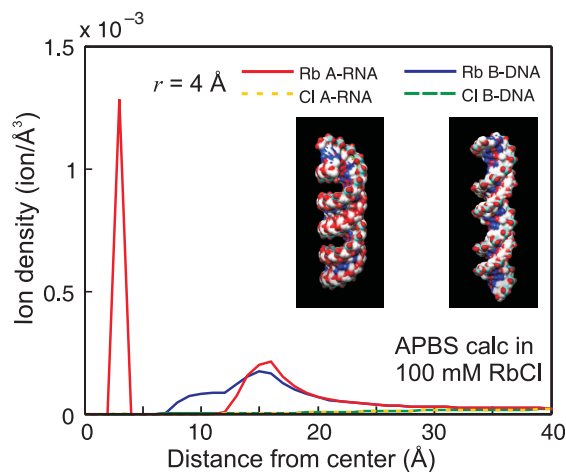 × 10⁻³
1.5
1.0
0.5
0
Ion density (ion/Å³)
r = 4 Å
Rb A-RNA
Rb B-DNA
Cl A-RNA
Cl B-DNA
APBS calc in
100 mM RbCl
0 10 20 30 40
Distance from center (Å)